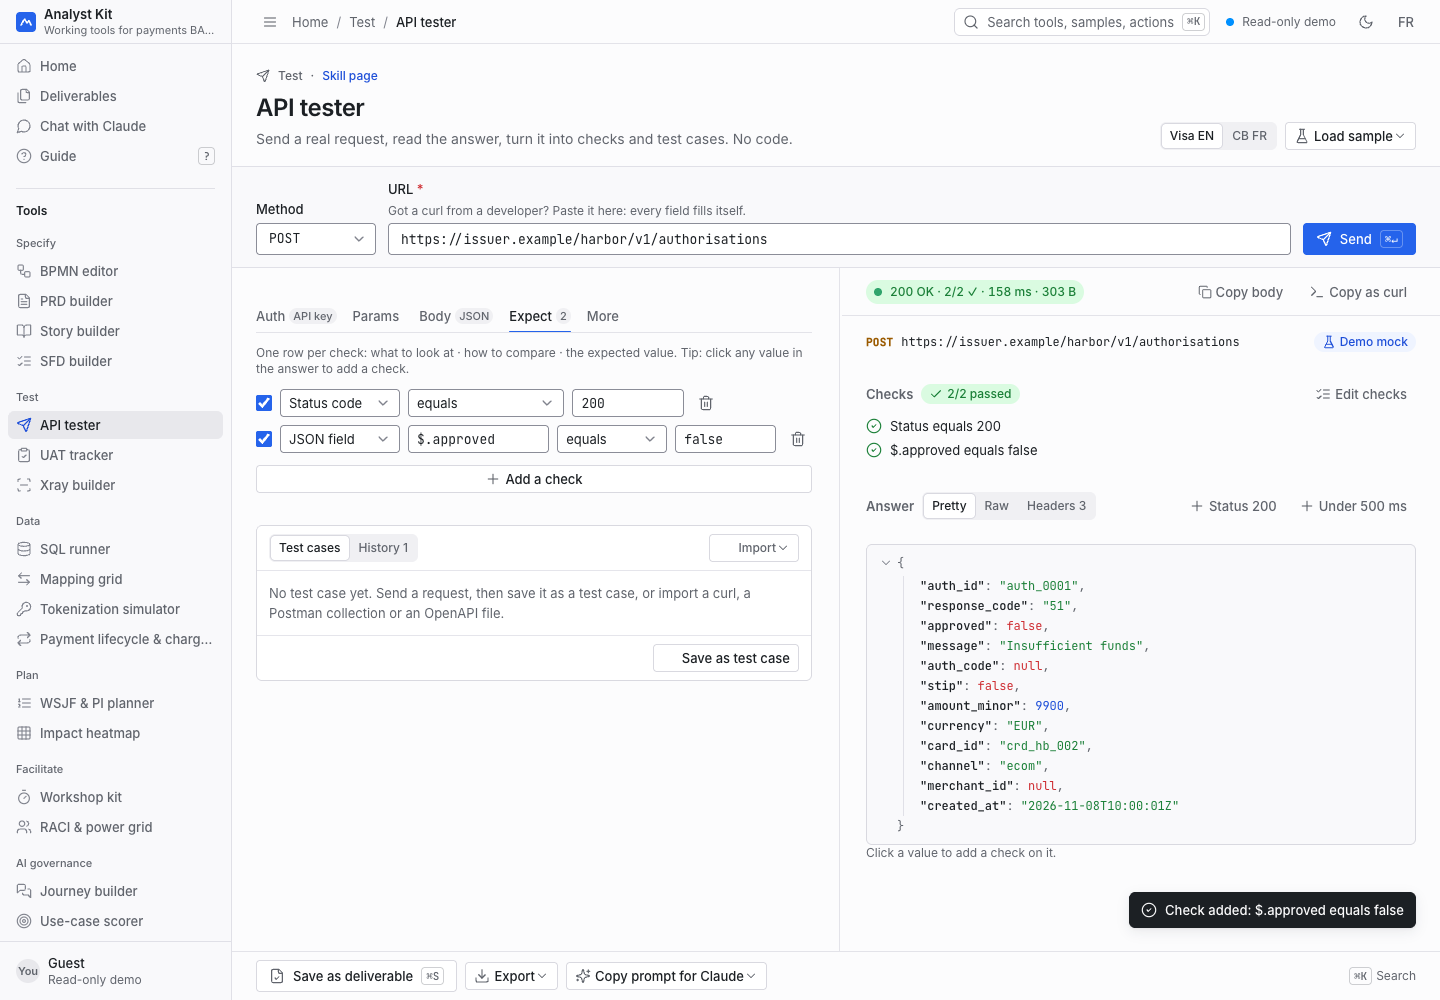 Analyst Kit
Working tools for payments BA...
Home
Deliverables
Chat with Claude
Guide
?
Tools
Specify
BPMN editor
PRD builder
Story builder
SFD builder
Test
API tester
UAT tracker
Xray builder
Data
SQL runner
Mapping grid
Tokenization simulator
Payment lifecycle & charg...
Plan
WSJF & PI planner
Impact heatmap
Facilitate
Workshop kit
RACI & power grid
AI governance
Journey builder
Use-case scorer
You
Guest
Read-only demo
Home / Test / API tester
Search tools, samples, actions ⌘K
Read-only demo
FR
Test · Skill page
API tester
Send a real request, read the answer, turn it into checks and test cases. No code.
Visa EN CB FR
Load sample
Method
POST
URL *
Got a curl from a developer? Paste it here: every field fills itself.
https://issuer.example/harbor/v1/authorisations
Send ⌘↵
Auth API key Params Body JSON Expect 2 More
One row per check: what to look at · how to compare · the expected value. Tip: click any value in
the answer to add a check.
Status code equals 200
JSON field $.approved equals false
+ Add a check
Test cases History 1
Import
No test case yet. Send a request, then save it as a test case, or import a curl, a
Postman collection or an OpenAPI file.
Save as test case
200 OK · 2/2 ✓ · 158 ms · 303 B
Copy body
Copy as curl
POST https://issuer.example/harbor/v1/authorisations
Demo mock
Checks ✓ 2/2 passed
Edit checks
Status equals 200
$.approved equals false
Answer Pretty Raw Headers 3
+ Status 200 + Under 500 ms
{
"auth_id": "auth_0001",
"response_code": "51",
"approved": false,
"message": "Insufficient funds",
"auth_code": null,
"stip": false,
"amount_minor": 9900,
"currency": "EUR",
"card_id": "crd_hb_002",
"channel": "ecom",
"merchant_id": null,
"created_at": "2026-11-08T10:00:01Z"
}
Click a value to add a check on it.
Check added: $.approved equals false
Save as deliverable ⌘S
Export
Copy prompt for Claude
⌘K Search